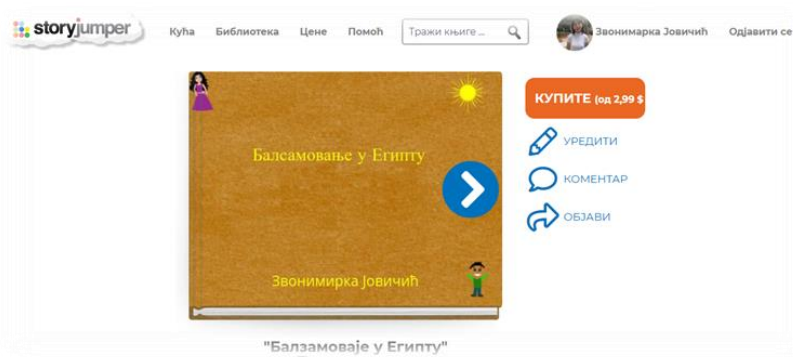 storyjumper Кућа Библиотека Цене Помоћ Тражи књиге ... Звонимарка Јовичић Одјавити се
КУПИТЕ (од 2,99 $
УРЕДИТИ
Балсамовање у Египту
КОМЕНТАР
ОБЈАВИ
Звонимирка Јовичић
"Балзамоваје у Египту"